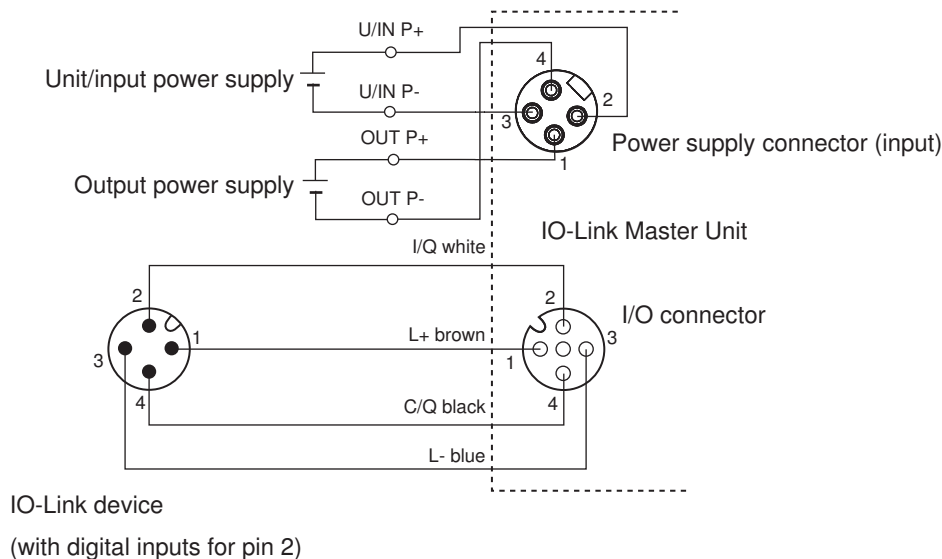 U/IN P+
Unit/input power supply
U/IN P-
4
2
3
1
Power supply connector (input)
OUT P+
Output power supply
OUT P-
IO-Link Master Unit
I/Q white
2
2
I/O connector
1
3
L+ brown
1
3
4
C/Q black
4
L- blue
IO-Link device
(with digital inputs for pin 2)